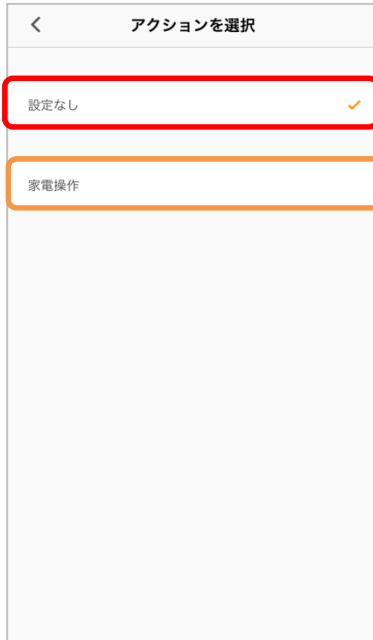 アクションを選択
設定なし
家電操作